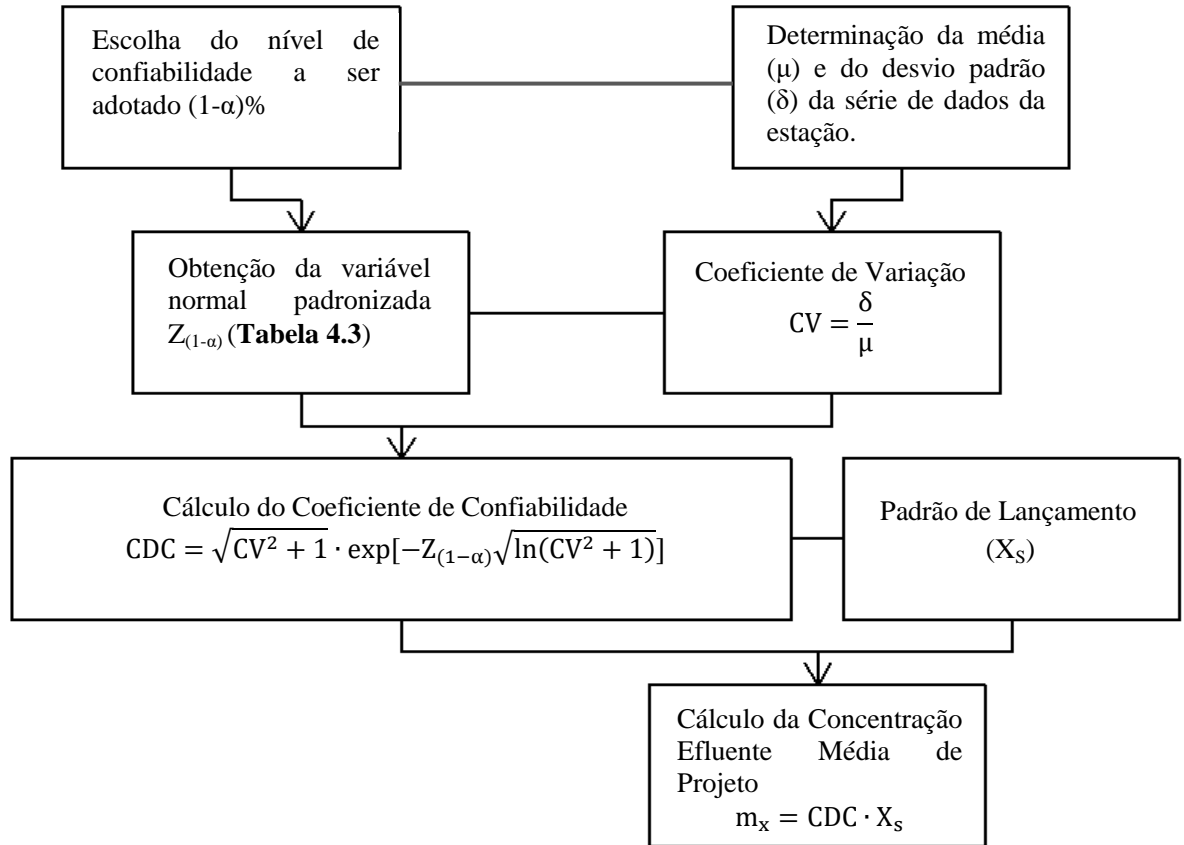 Escolha do nível de
confiabilidade a ser
adotado (1-α)%
Determinação da média
(μ) e do desvio padrão
(δ) da série de dados da
estação.
Obtenção da variável
normal padronizada
Z(1-α) (Tabela 4.3)
Coeficiente de Variação
CV = δ/μ
Cálculo do Coeficiente de Confiabilidade
CDC = √(CV² + 1) · exp[−Z(1−α)√(ln(CV² + 1))]
Padrão de Lançamento
(XS)
Cálculo da Concentração
Efluente Média de
Projeto
mx = CDC · Xs